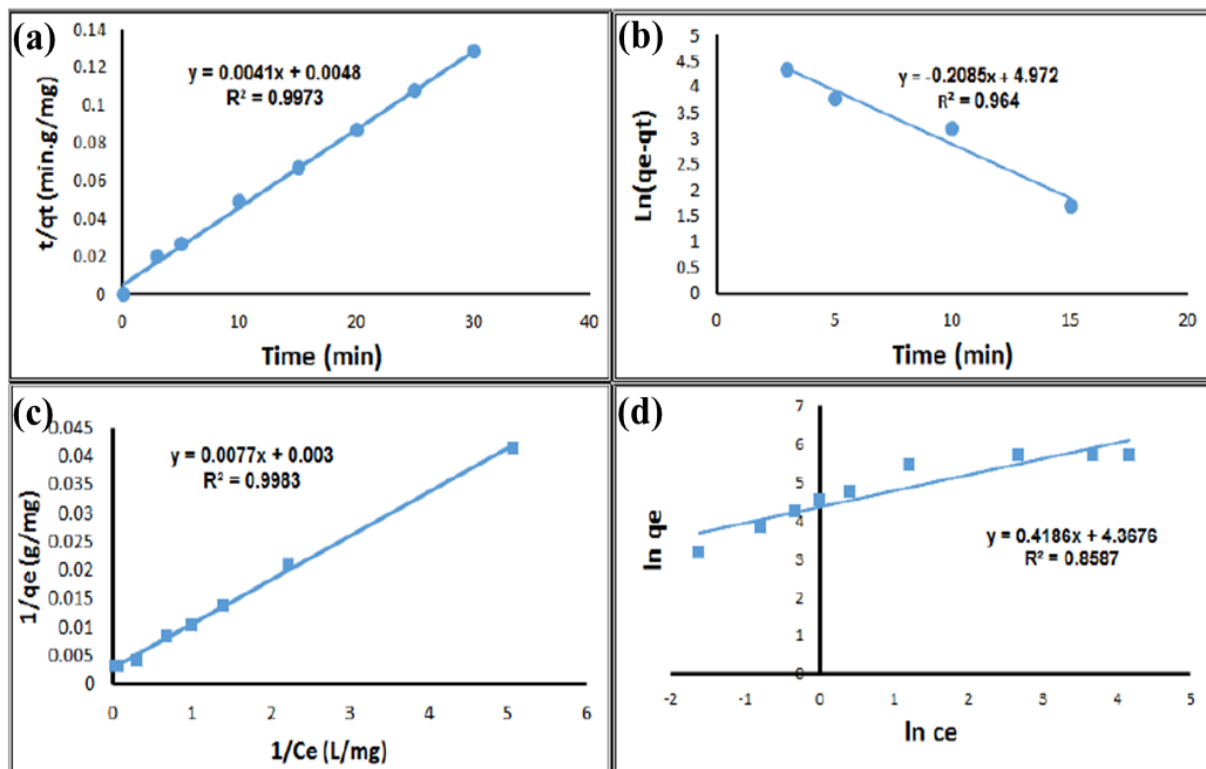 (a)
0.14
0.12
0.1
0.08
0.06
0.04
0.02
0
t/qt (min.g/mg)
y = 0.0041x + 0.0048
R² = 0.9973
0 10 20 30 40
Time (min)
(b)
5
4.5
4
3.5
3
2.5
2
1.5
1
0.5
0
Ln(qe-qt)
y = -0.2085x + 4.972
R² = 0.964
0 5 10 15 20
Time (min)
(c)
0.045
0.04
0.035
0.03
0.025
0.02
0.015
0.01
0.005
0
1/qe (g/mg)
y = 0.0077x + 0.003
R² = 0.9983
0 1 2 3 4 5 6
1/Ce (L/mg)
(d)
7
6
5
4
3
2
1
0
ln qe
y = 0.4186x + 4.3676
R² = 0.8587
-2 -1 0 1 2 3 4 5
ln ce